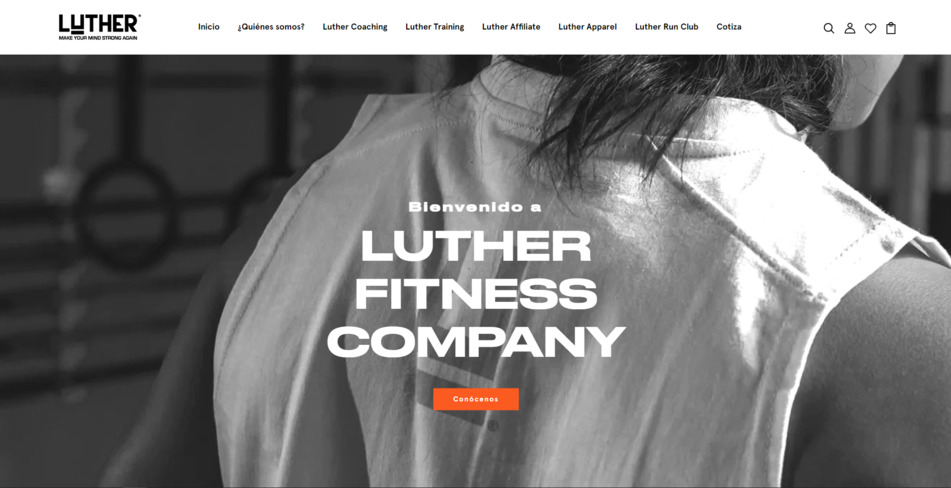 LUTHER
MAKE YOUR MIND STRONG AGAIN
Inicio ¿Quiénes somos? Luther Coaching Luther Training Luther Affiliate Luther Apparel Luther Run Club Cotiza
Bienvenido a
LUTHER
FITNESS
COMPANY
Conócenos